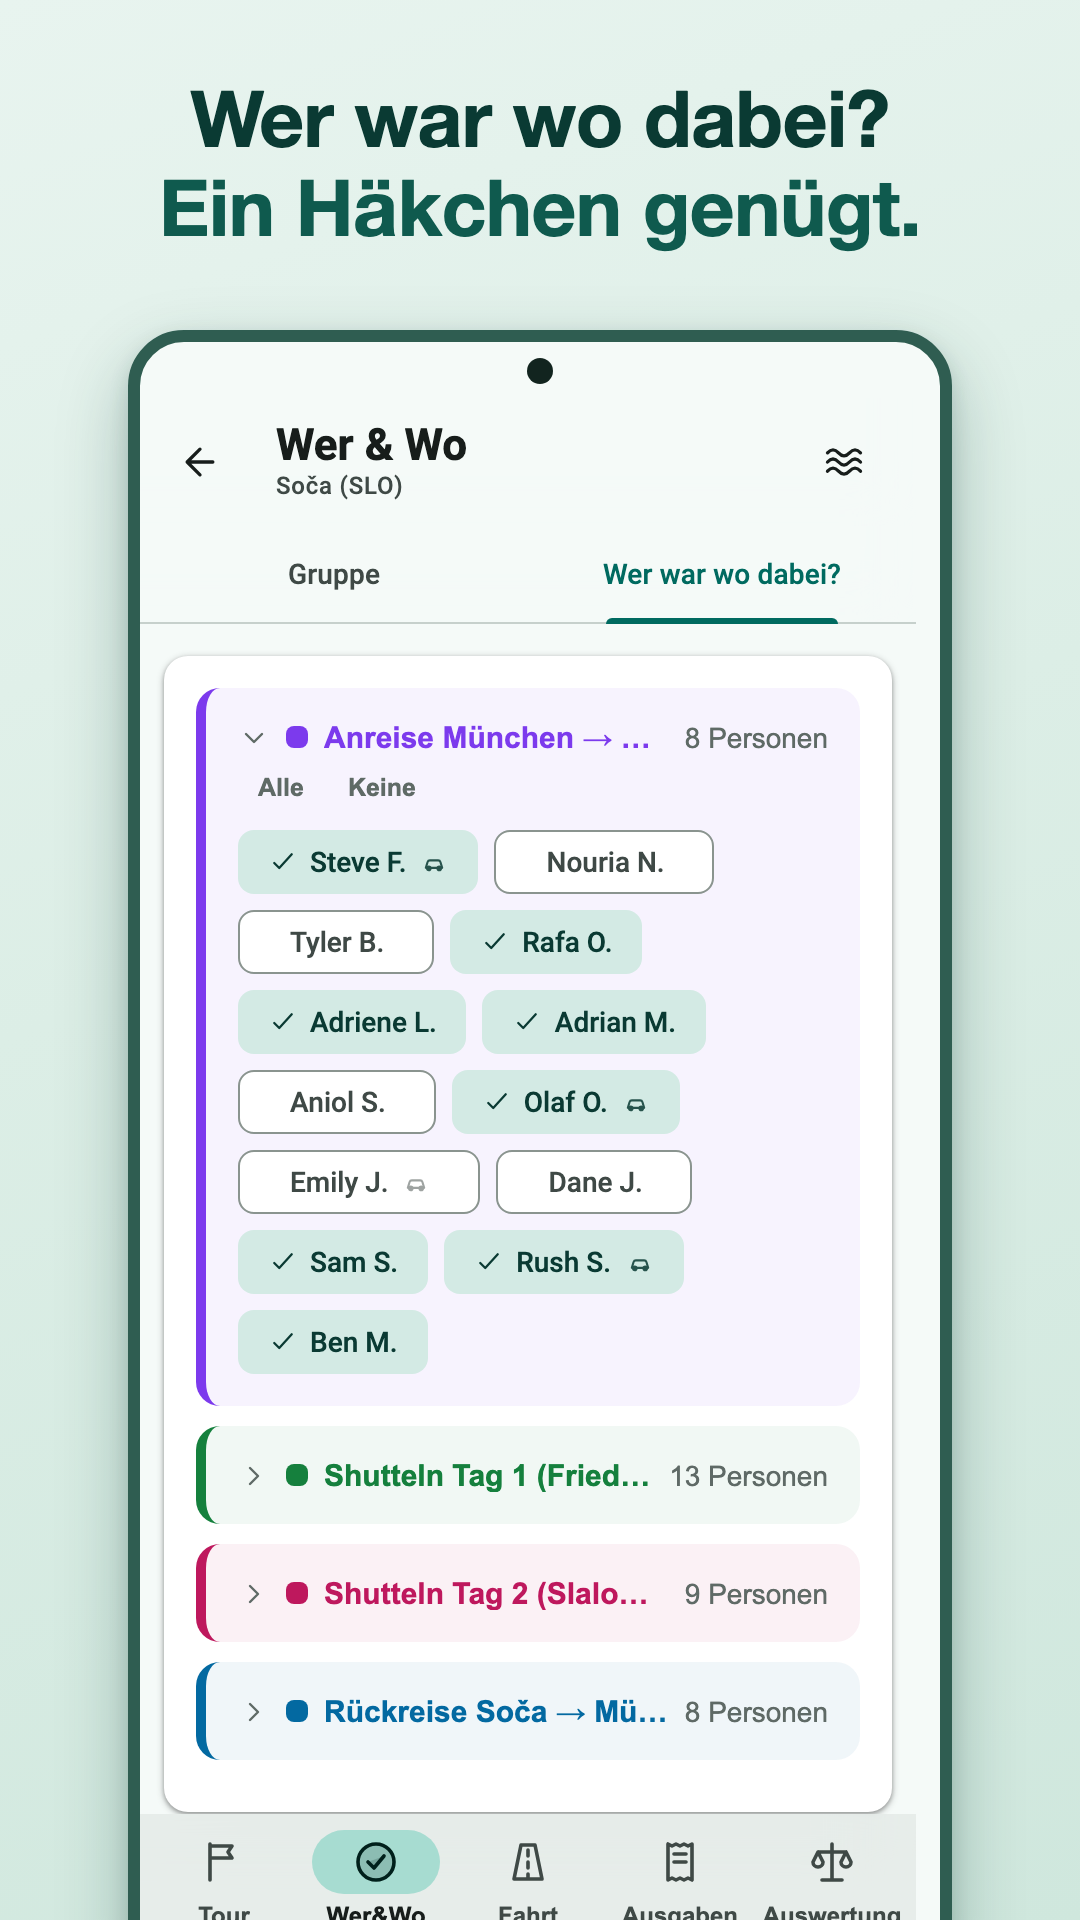 Wer war wo dabei?
Ein Häkchen genügt.
Wer & Wo
Soča (SLO)
Gruppe
Wer war wo dabei?
Anreise München → ...
8 Personen
Alle
Keine
Steve F.
Nouria N.
Tyler B.
Rafa O.
Adriene L.
Adrian M.
Aniol S.
Olaf O.
Emily J.
Dane J.
Sam S.
Rush S.
Ben M.
Shutteln Tag 1 (Fried...
13 Personen
Shutteln Tag 2 (Slalo...
9 Personen
Rückreise Soča → Mü...
8 Personen
Tour
Wer&Wo
Fahrt
Ausgaben
Auswertung